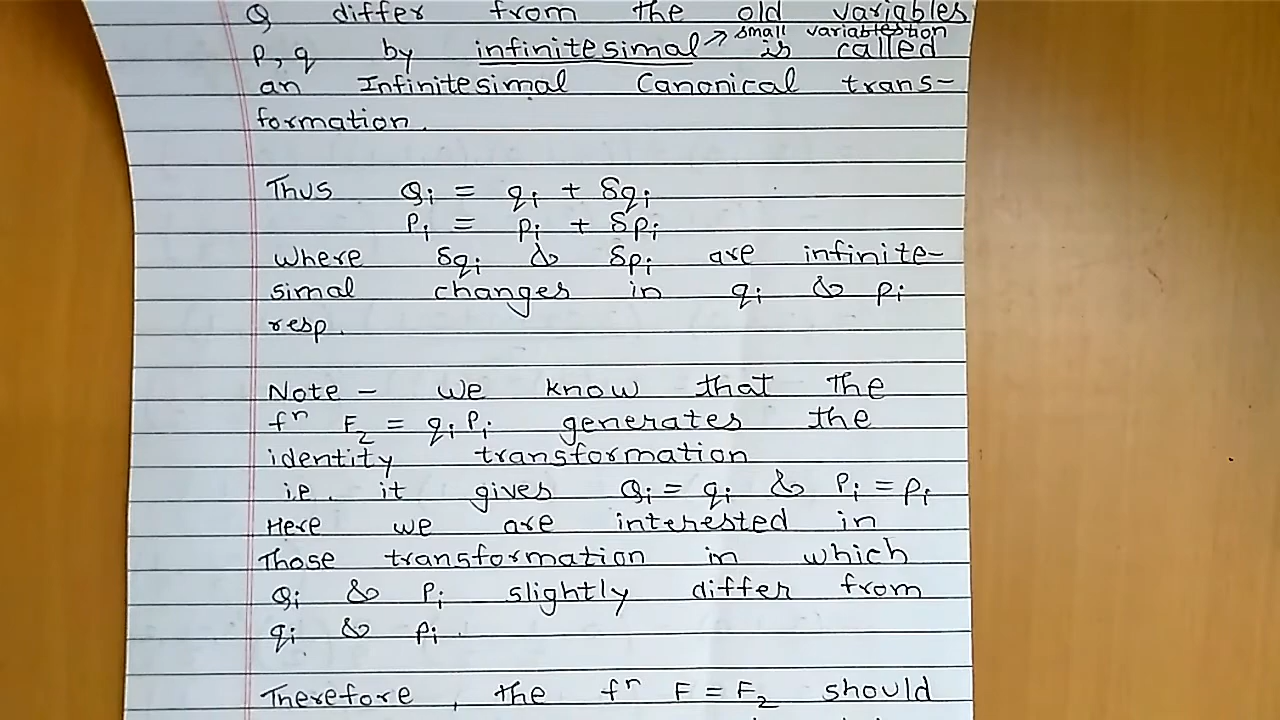 Q differ from the old variables
P, q by infinitesimal → small is called
an Infinitesimal Canonical trans-
formation.
Thus Qi = qi + δqi
Pi = pi + δpi
where δqi & δpi are infinite-
simal changes in qi & pi
resp.
Note - we know that the
fⁿ F₂ = qi Pi generates the
identity transformation
i.e. it gives Qi = qi & Pi = pi
Here we are interested in
Those transformation in which
Qi & Pi slightly differ from
qi & pi.
Therefore, the fⁿ F = F₂ should